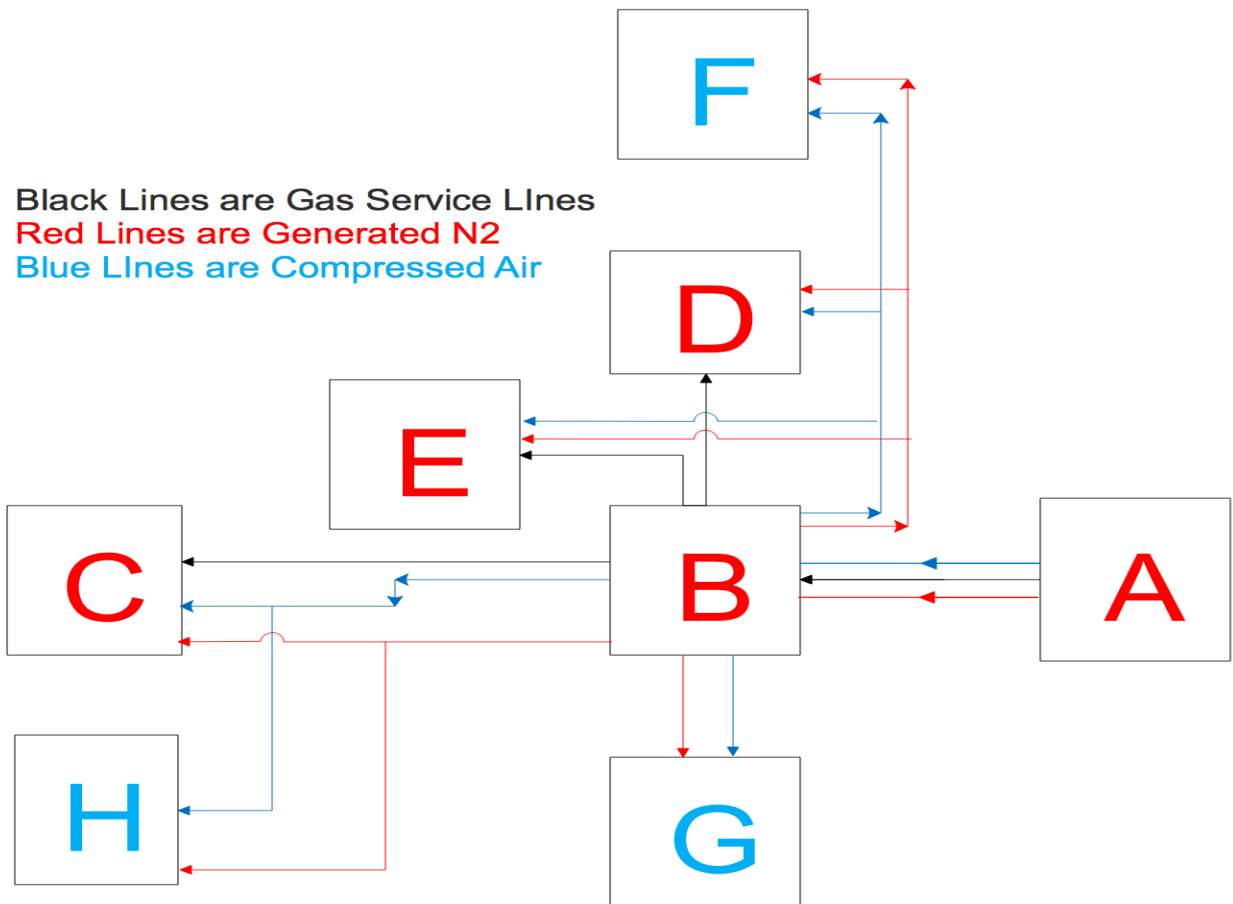 F
Black Lines are Gas Service LInes
Red Lines are Generated N2
Blue LInes are Compressed Air
D
E
C
B
A
H
G